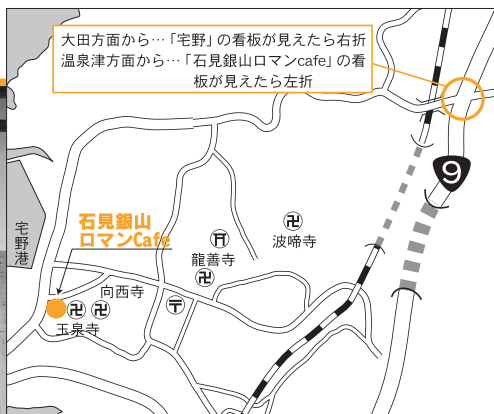 大田方面から…「宅野」の看板が見えたら右折
温泉津方面から…「石見銀山ロマンcafe」の看
板が見えたら左折
9
石見銀山
ロマンCafe
宅野港
波啼寺
龍善寺
向西寺
玉泉寺